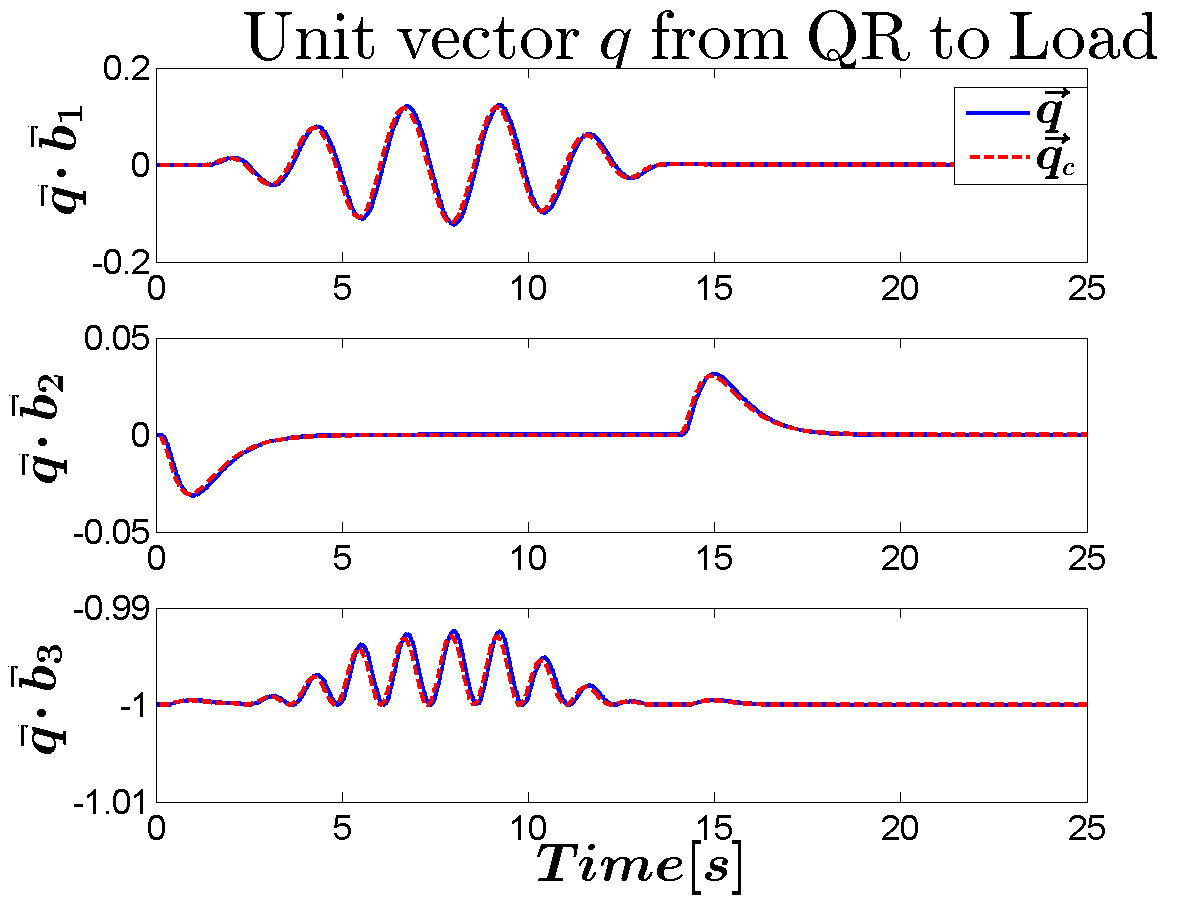 Unit vector q from QR to Load
0.2
0
-0.2
q⃗· b⃗₁
q⃗
q⃗c
0 5 10 15 20 25
0.05
0
-0.05
q⃗· b⃗₂
0 5 10 15 20 25
-0.99
-1
-1.01
q⃗· b⃗₃
0 5 10 15 20 25
Time[s]